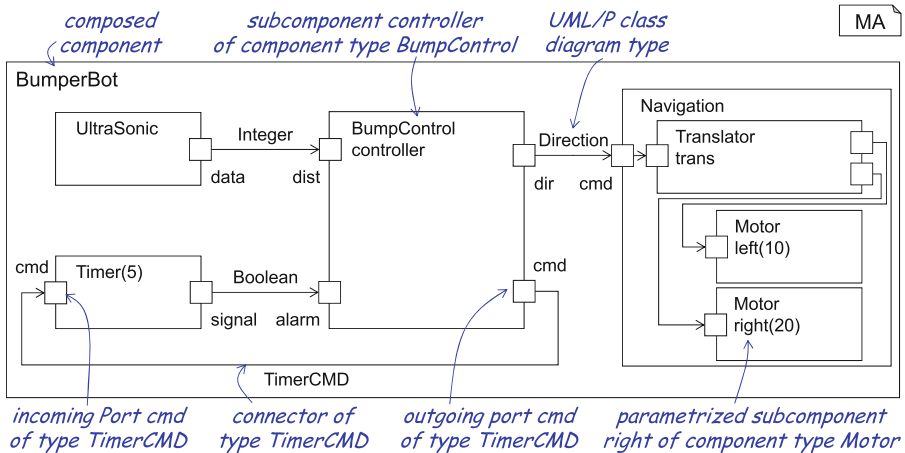 composed
component
subcomponent controller
of component type BumpControl
UML/P class
diagram type
MA
BumperBot
UltraSonic
Integer
data
dist
BumpControl
controller
Direction
dir
cmd
Navigation
Translator
trans
Motor
left(10)
Motor
right(20)
cmd
Timer(5)
Boolean
signal
alarm
cmd
TimerCMD
incoming Port cmd
of type TimerCMD
connector of
type TimerCMD
outgoing port cmd
of type TimerCMD
parametrized subcomponent
right of component type Motor